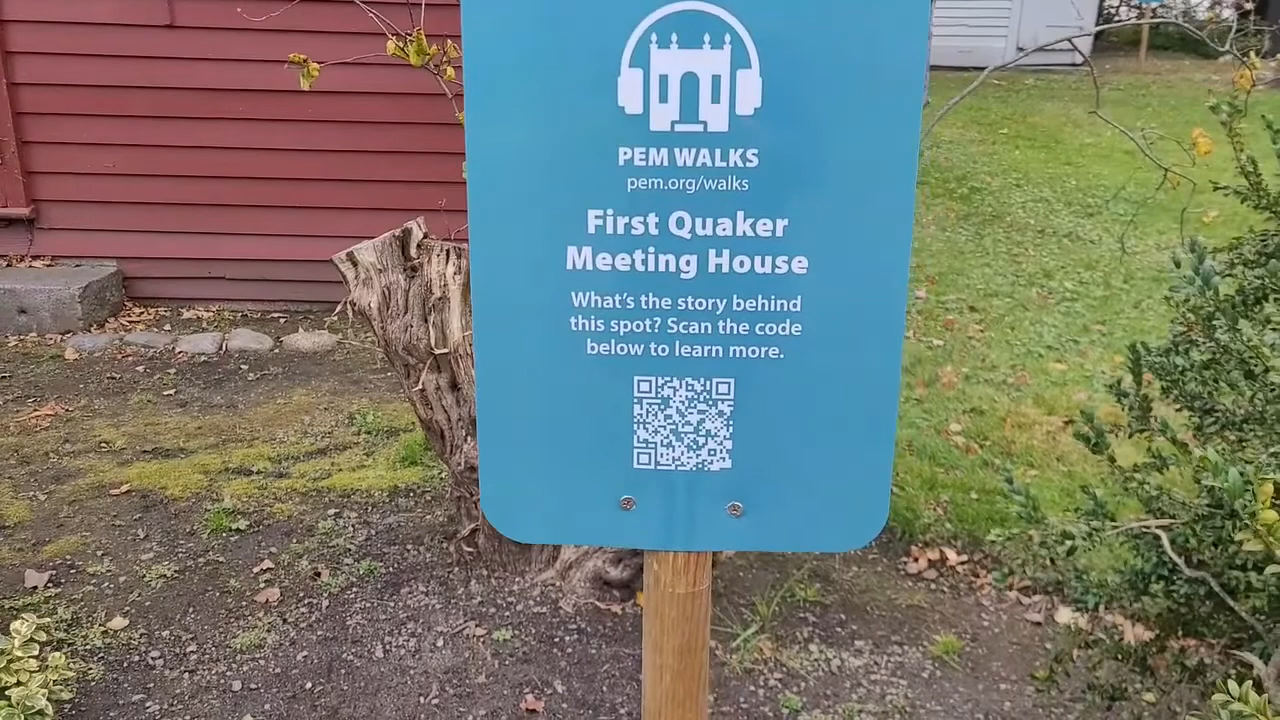 PEM WALKS
pem.org/walks
First Quaker
Meeting House
What's the story behind
this spot? Scan the code
below to learn more.